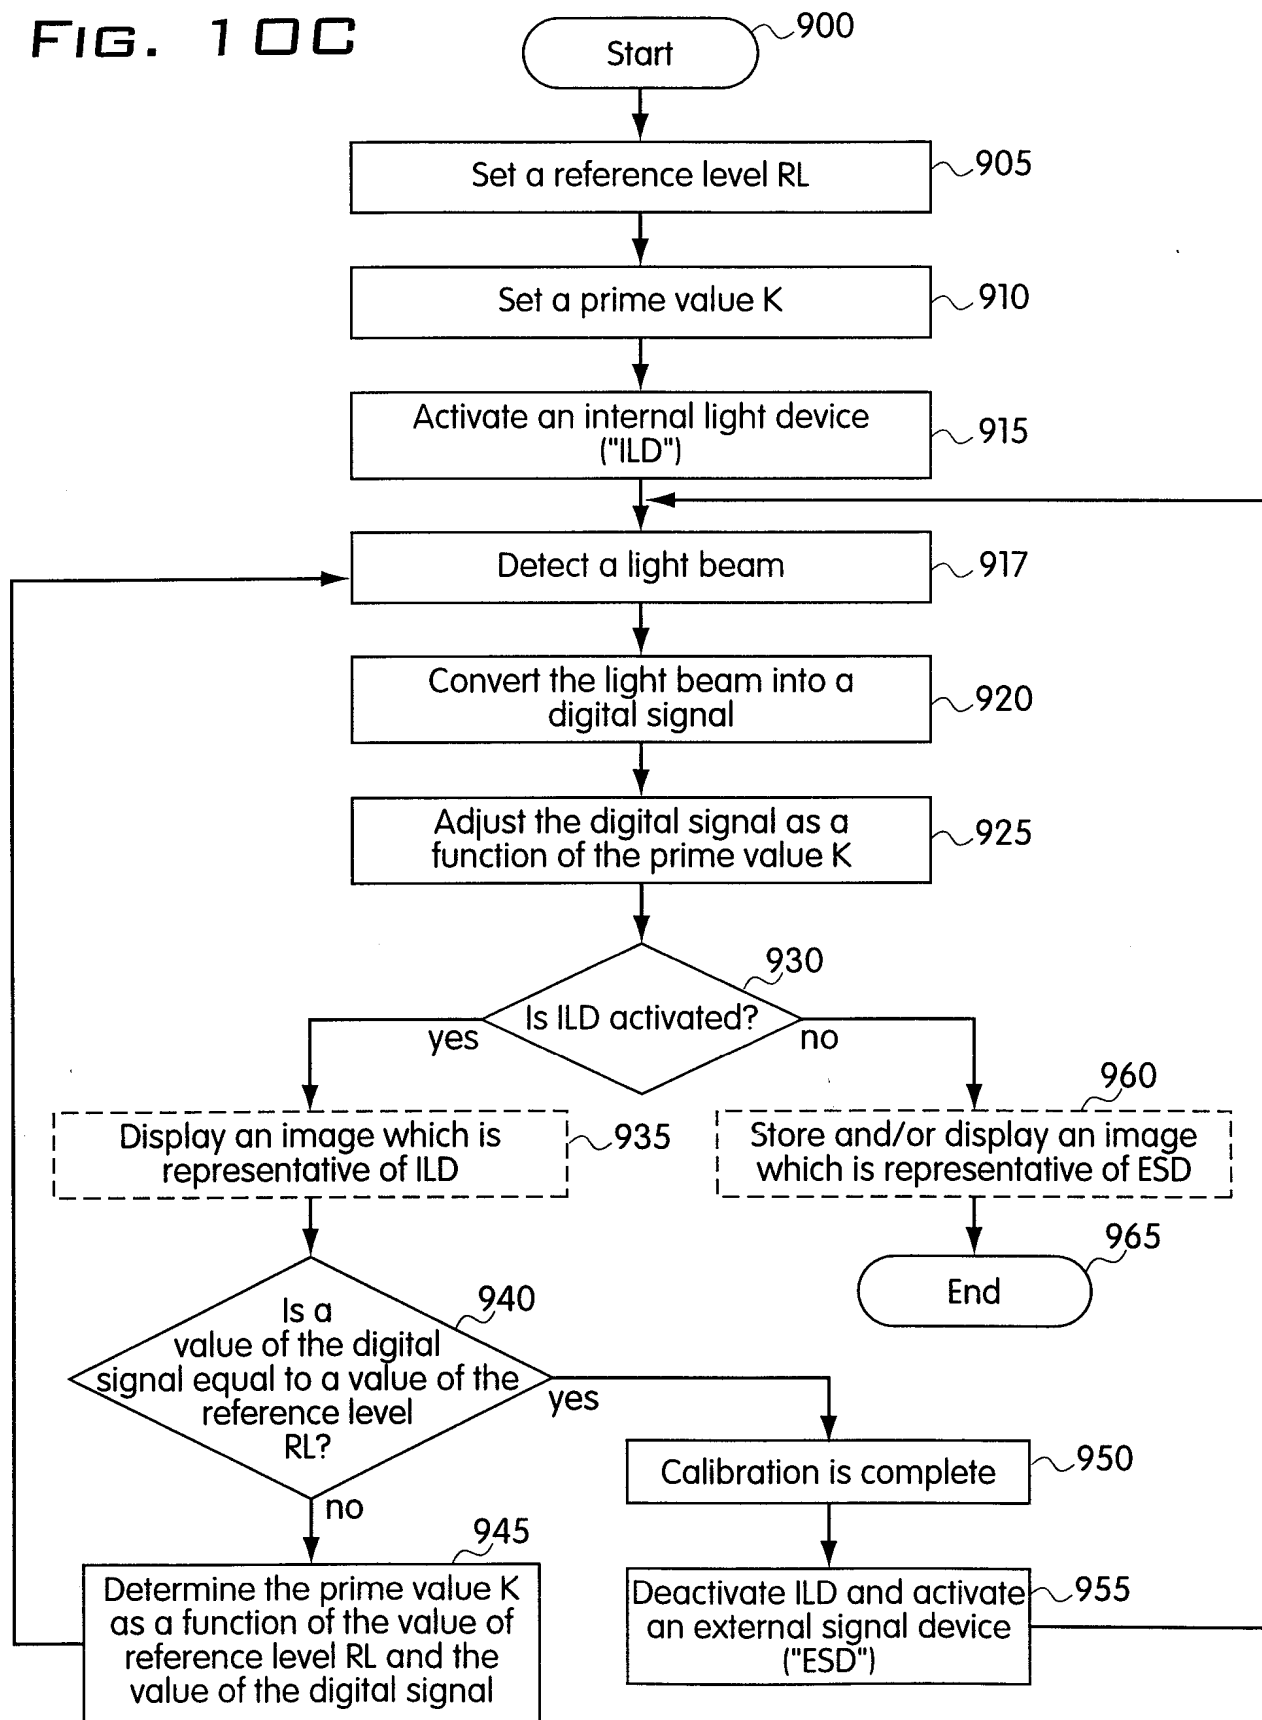 FIG. 10C
Start
900
Set a reference level RL
905
Set a prime value K
910
Activate an internal light device
("ILD")
915
Detect a light beam
917
Convert the light beam into a
digital signal
920
Adjust the digital signal as a
function of the prime value K
925
930
Is ILD activated?
yes
no
Display an image which is
representative of ILD
935
960
Store and/or display an image
which is representative of ESD
965
End
940
Is a
value of the digital
signal equal to a value of the
reference level
RL?
yes
no
Calibration is complete
950
945
Determine the prime value K
as a function of the value of
reference level RL and the
value of the digital signal
Deactivate ILD and activate
an external signal device
("ESD")
955